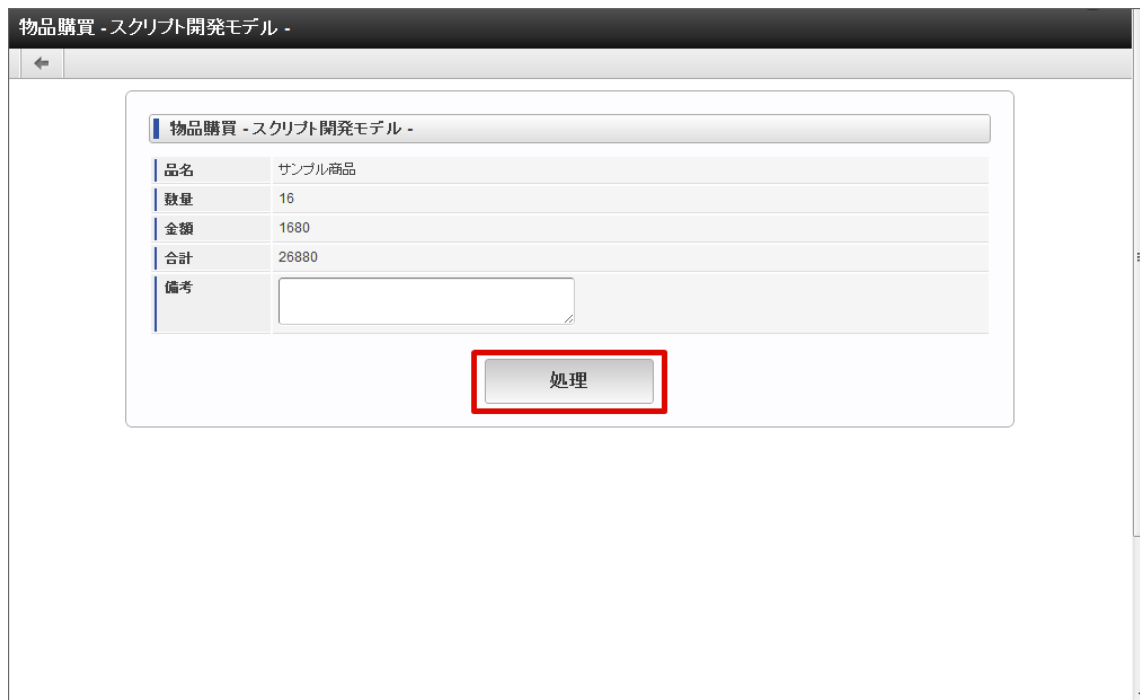 物品購買 -スクリプト開発モデル -
物品購買 -スクリプト開発モデル -
品名 サンプル商品
数量 16
金額 1680
合計 26880
備考
処理